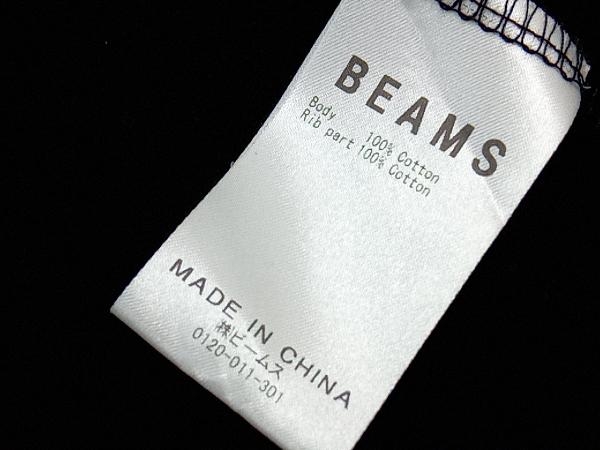 BEAMS
Body 100% Cotton
Rib part 100% Cotton
MADE IN CHINA
㈱ビームス
0120-011-301